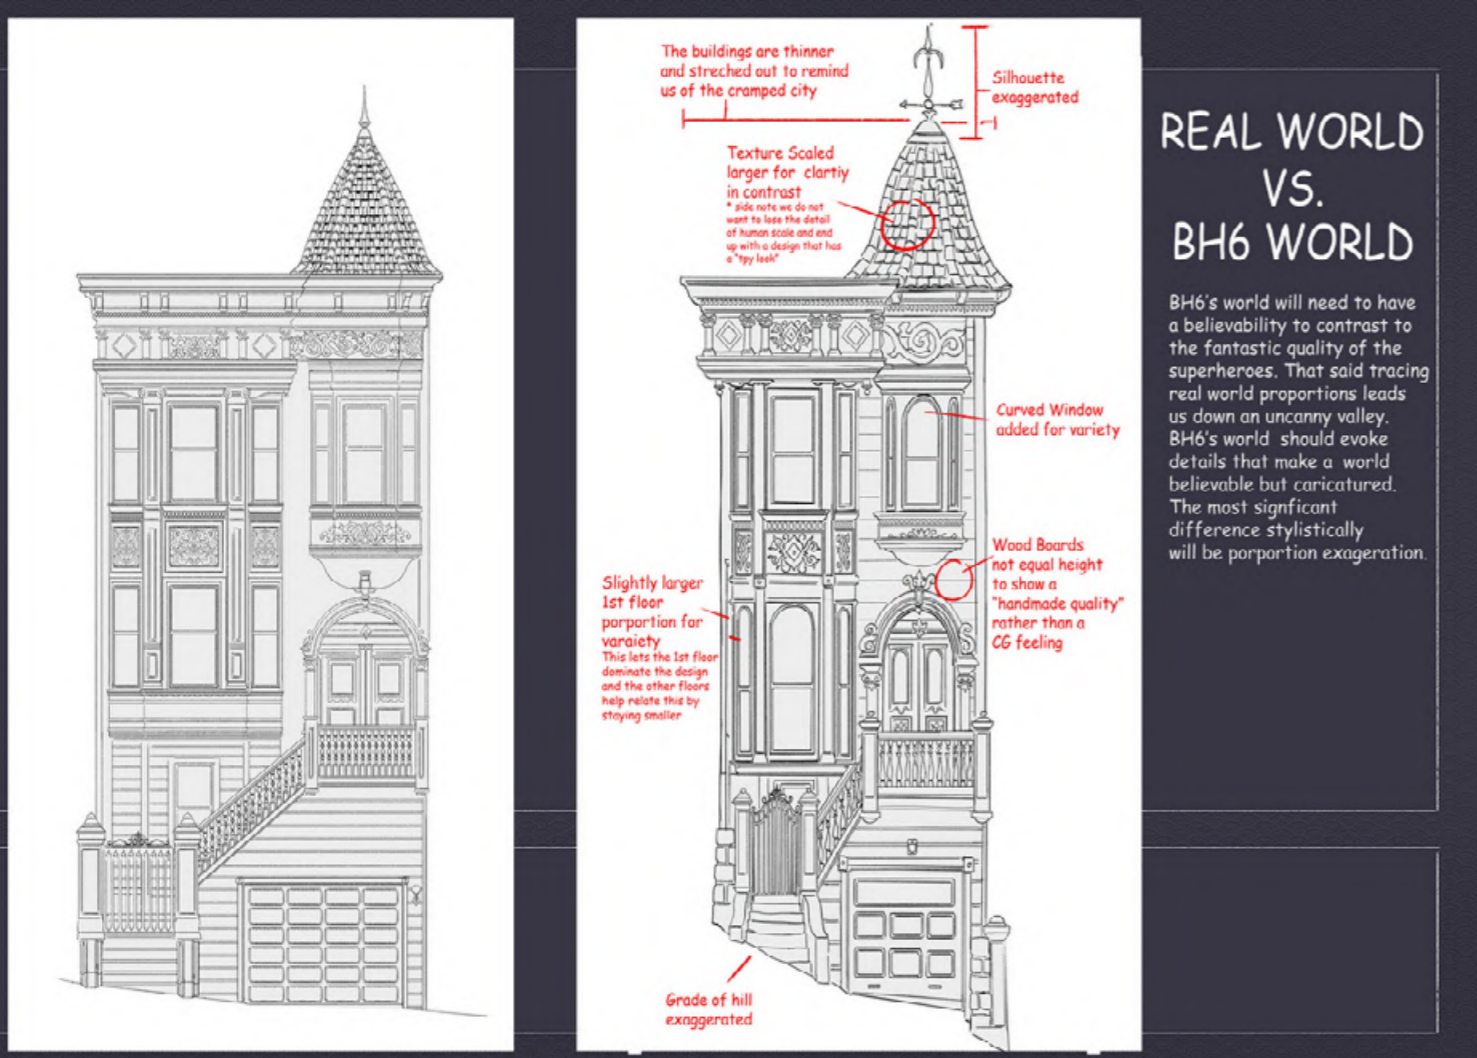 The buildings are thinner
and streched out to remind
us of the cramped city
Silhouette
exaggerated
Texture Scaled
larger for clartiy
in contrast
* side note we do not
want to lose the detail
of human scale and end
up with a design that has
a "tpy look"
Curved Window
added for variety
Wood Boards
not equal height
to show a
"handmade quality"
rather than a
CG feeling
Slightly larger
1st floor
porportion for
varaiety
This lets the 1st floor
dominate the design
and the other floors
help relate this by
staying smaller
Grade of hill
exaggerated
REAL WORLD
VS.
BH6 WORLD
BH6's world will need to have
a believability to contrast to
the fantastic quality of the
superheroes. That said tracing
real world proportions leads
us down an uncanny valley.
BH6's world should evoke
details that make a world
believable but caricatured.
The most signficant
difference stylistically
will be porportion exageration.